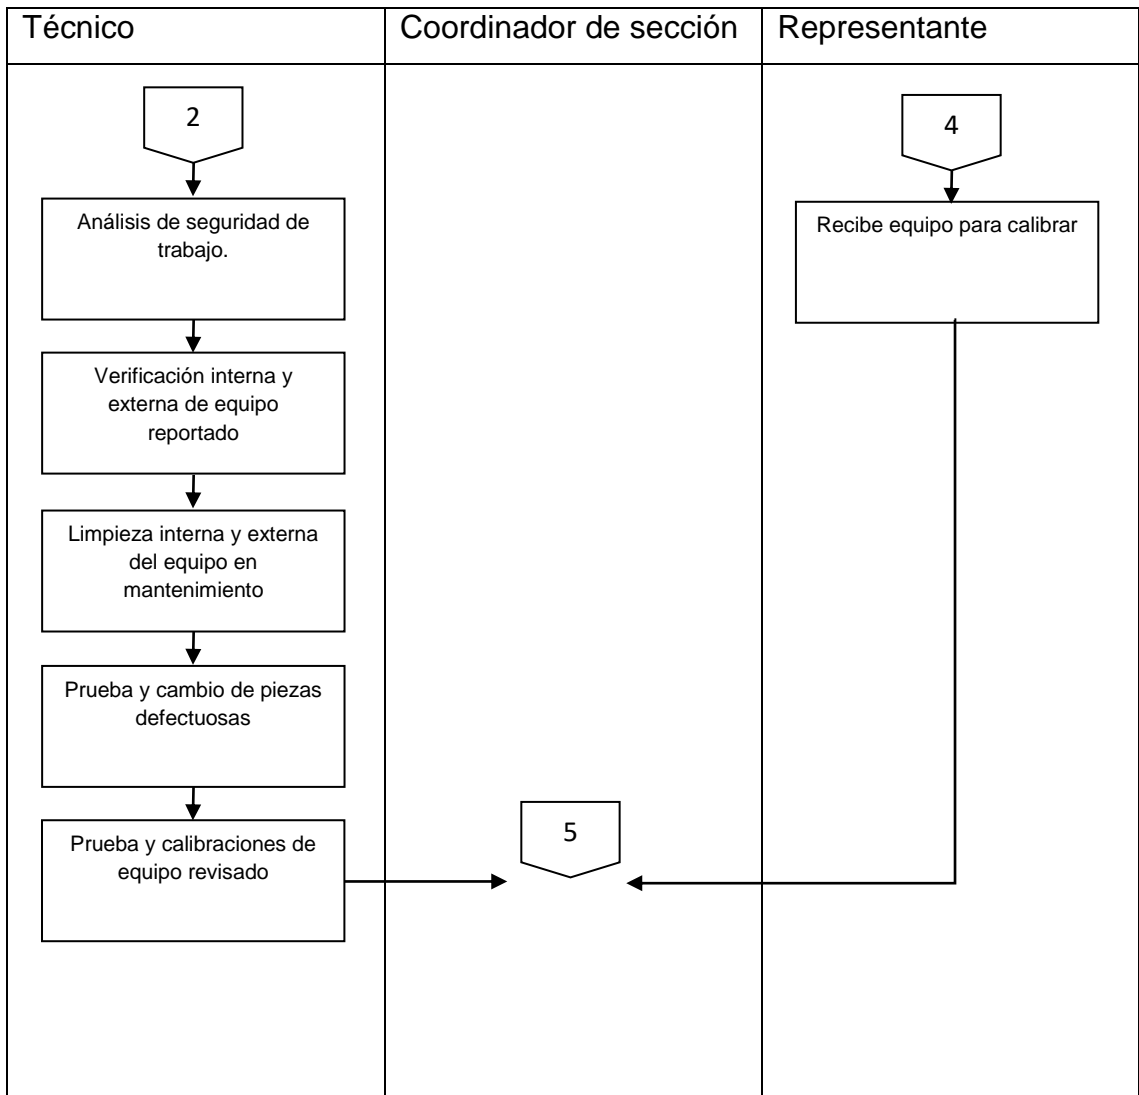 Técnico
Coordinador de sección
Representante
2
Análisis de seguridad de
trabajo.
Verificación interna y
externa de equipo
reportado
Limpieza interna y externa
del equipo en
mantenimiento
Prueba y cambio de piezas
defectuosas
Prueba y calibraciones de
equipo revisado
5
4
Recibe equipo para calibrar